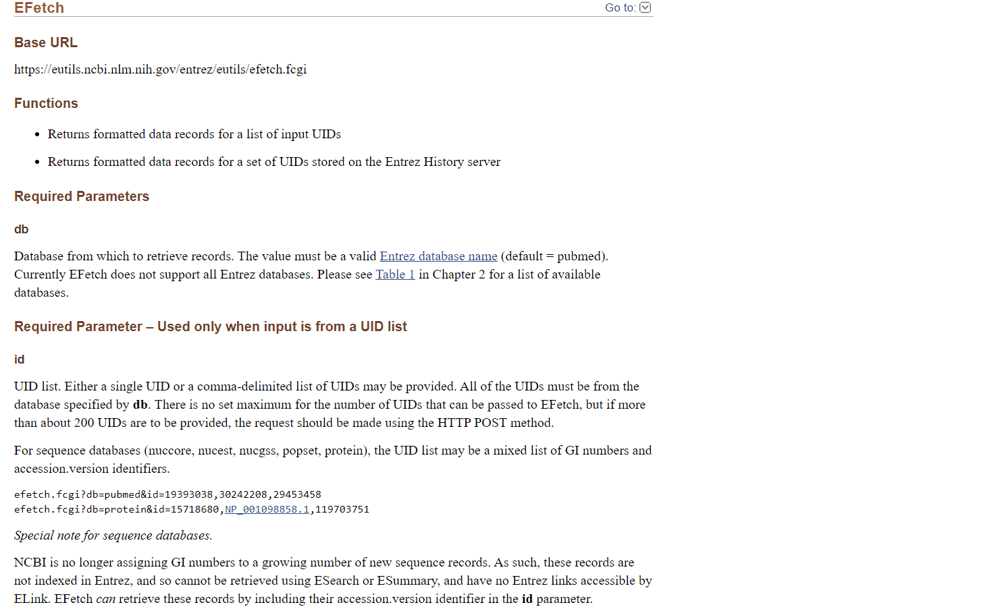 EFetch
Go to:
Base URL
https://eutils.ncbi.nlm.nih.gov/entrez/eutils/efetch.fcgi
Functions
• Returns formatted data records for a list of input UIDs
• Returns formatted data records for a set of UIDs stored on the Entrez History server
Required Parameters
db
Database from which to retrieve records. The value must be a valid Entrez database name (default = pubmed).
Currently EFetch does not support all Entrez databases. Please see Table 1 in Chapter 2 for a list of available
databases.
Required Parameter – Used only when input is from a UID list
id
UID list. Either a single UID or a comma-delimited list of UIDs may be provided. All of the UIDs must be from the
database specified by db. There is no set maximum for the number of UIDs that can be passed to EFetch, but if more
than about 200 UIDs are to be provided, the request should be made using the HTTP POST method.
For sequence databases (nuccore, nucest, nucgss, popset, protein), the UID list may be a mixed list of GI numbers and
accession.version identifiers.
efetch.fcgi?db=pubmed&id=19393038,30242208,29453458
efetch.fcgi?db=protein&id=15718680,NP_001098858.1,119703751
Special note for sequence databases.
NCBI is no longer assigning GI numbers to a growing number of new sequence records. As such, these records are
not indexed in Entrez, and so cannot be retrieved using ESearch or ESummary, and have no Entrez links accessible by
ELink. EFetch can retrieve these records by including their accession.version identifier in the id parameter.